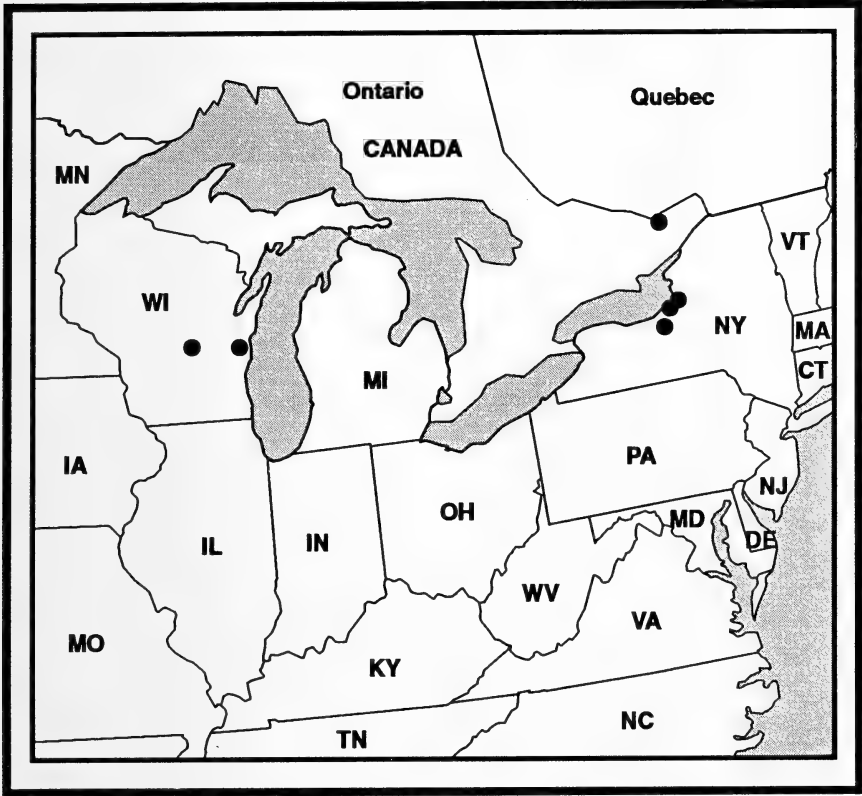 Ontario
Quebec
CANADA
MN
VT
WI
NY
MA
CT
MI
IA
PA
NJ
OH
MD
DE
IL
IN
WV
VA
MO
KY
NC
TN